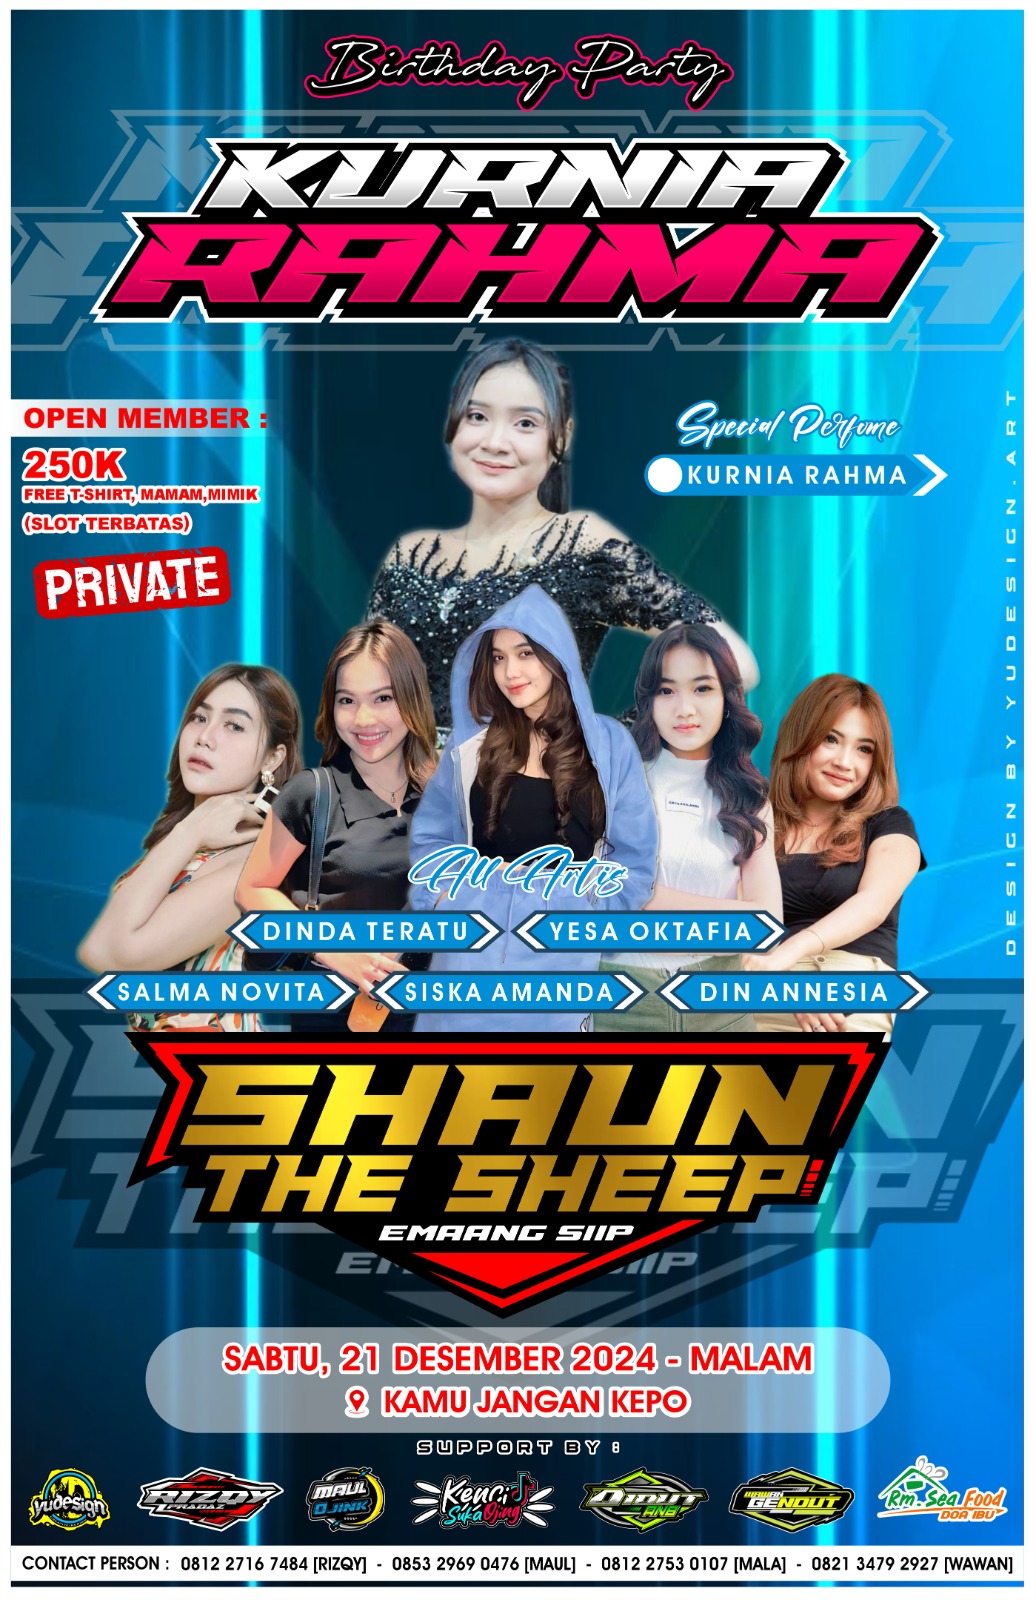 Birthday Party
KURNIA
RAHMA
OPEN MEMBER :
250K
FREE T-SHIRT, MAMAM,MIMIK
(SLOT TERBATAS)
PRIVATE
Special Perfome
KURNIA RAHMA
DESIGN BY YUDESIGN.ART
All Artis
DINDA TERATU
YESA OKTAFIA
SALMA NOVITA
SISKA AMANDA
DIN ANNESIA
SHAUN
THE SHEEP
EMAANG SIIP
SABTU, 21 DESEMBER 2024 - MALAM
KAMU JANGAN KEPO
SUPPORT BY :
yudesign
RIZQY
MAUL
DJINK
Kenci
Suka Ojing
WAWAN
GENDUT
Rm. Sea Food
DOA IBU
CONTACT PERSON : 0812 2716 7484 [RIZQY] - 0853 2969 0476 [MAUL] - 0812 2753 0107 [MALA] - 0821 3479 2927 [WAWAN]